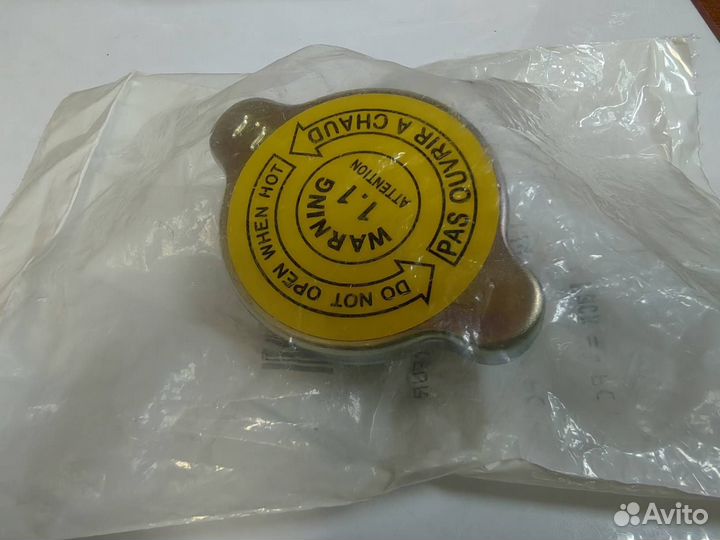 PAS OUVRIR A CHAUD
DO NOT OPEN WHEN HOT
WARNING
1.1
ATTENTION
Avito